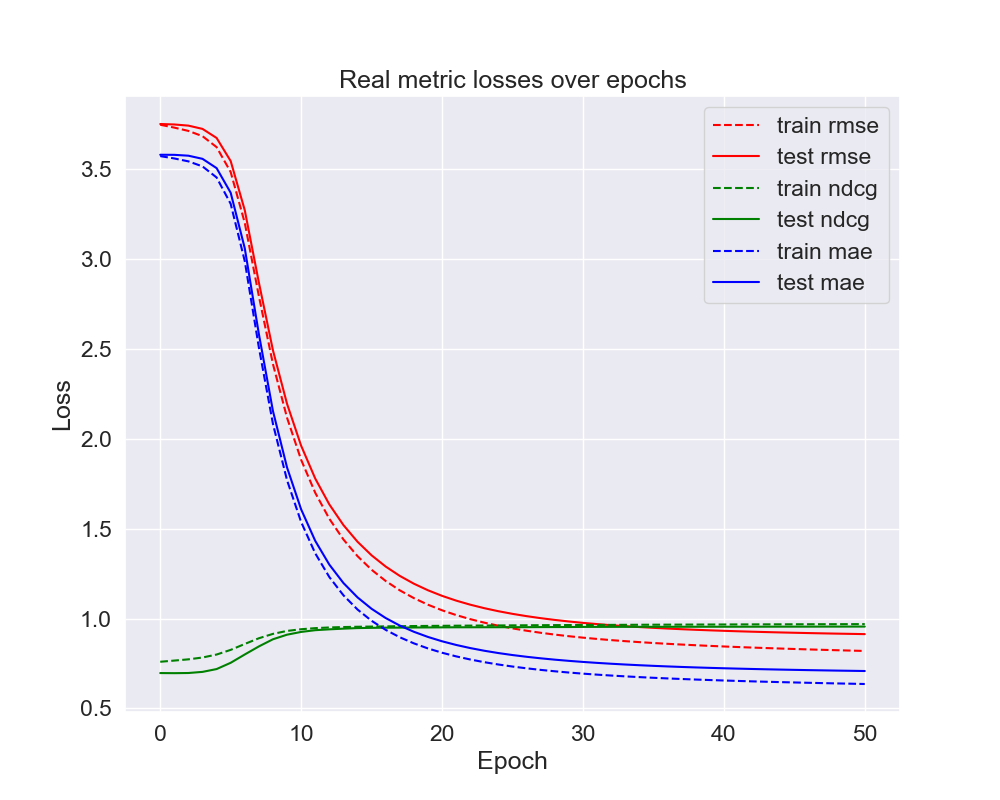 Real metric losses over epochs
train rmse
test rmse
train ndcg
test ndcg
train mae
test mae
3.5
3.0
2.5
2.0
1.5
1.0
0.5
Loss
0 10 20 30 40 50
Epoch